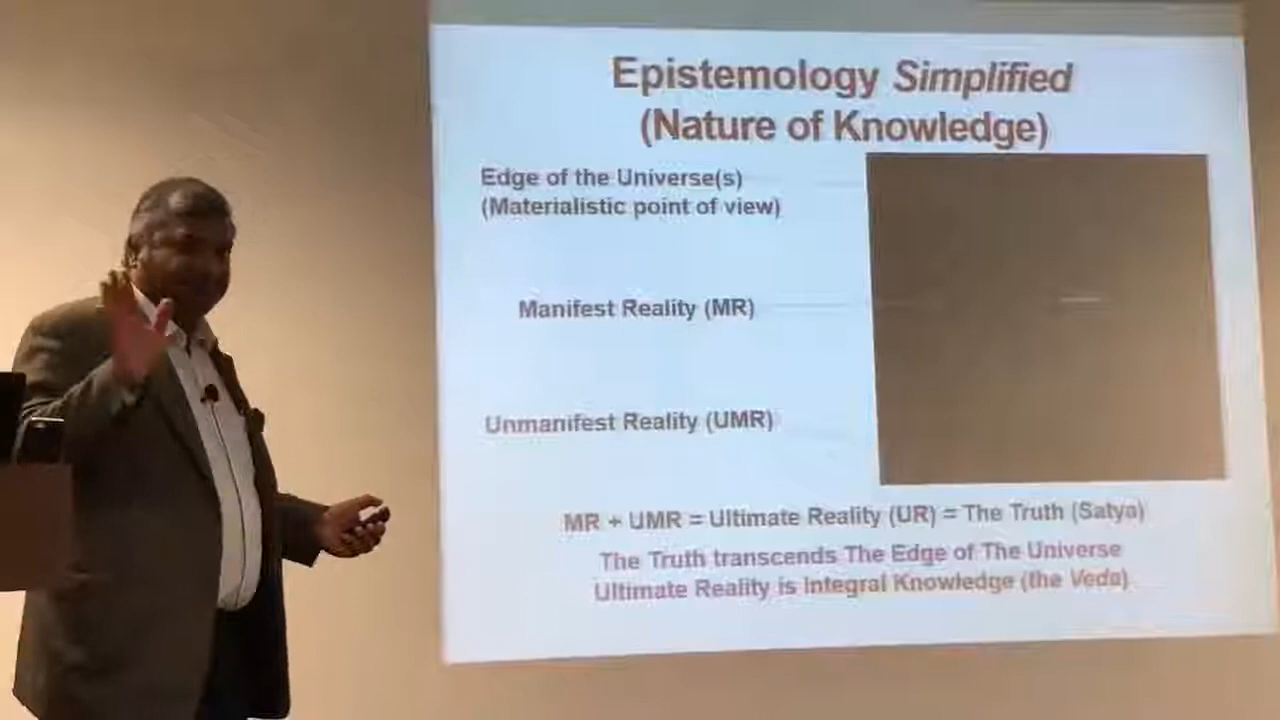 Epistemology Simplified
(Nature of Knowledge)
Edge of the Universe(s)
(Materialistic point of view)
Manifest Reality (MR)
Unmanifest Reality (UMR)
MR + UMR = Ultimate Reality (UR) = The Truth (Satya)
The Truth transcends The Edge of The Universe
Ultimate Reality is Integral Knowledge (the Veda)